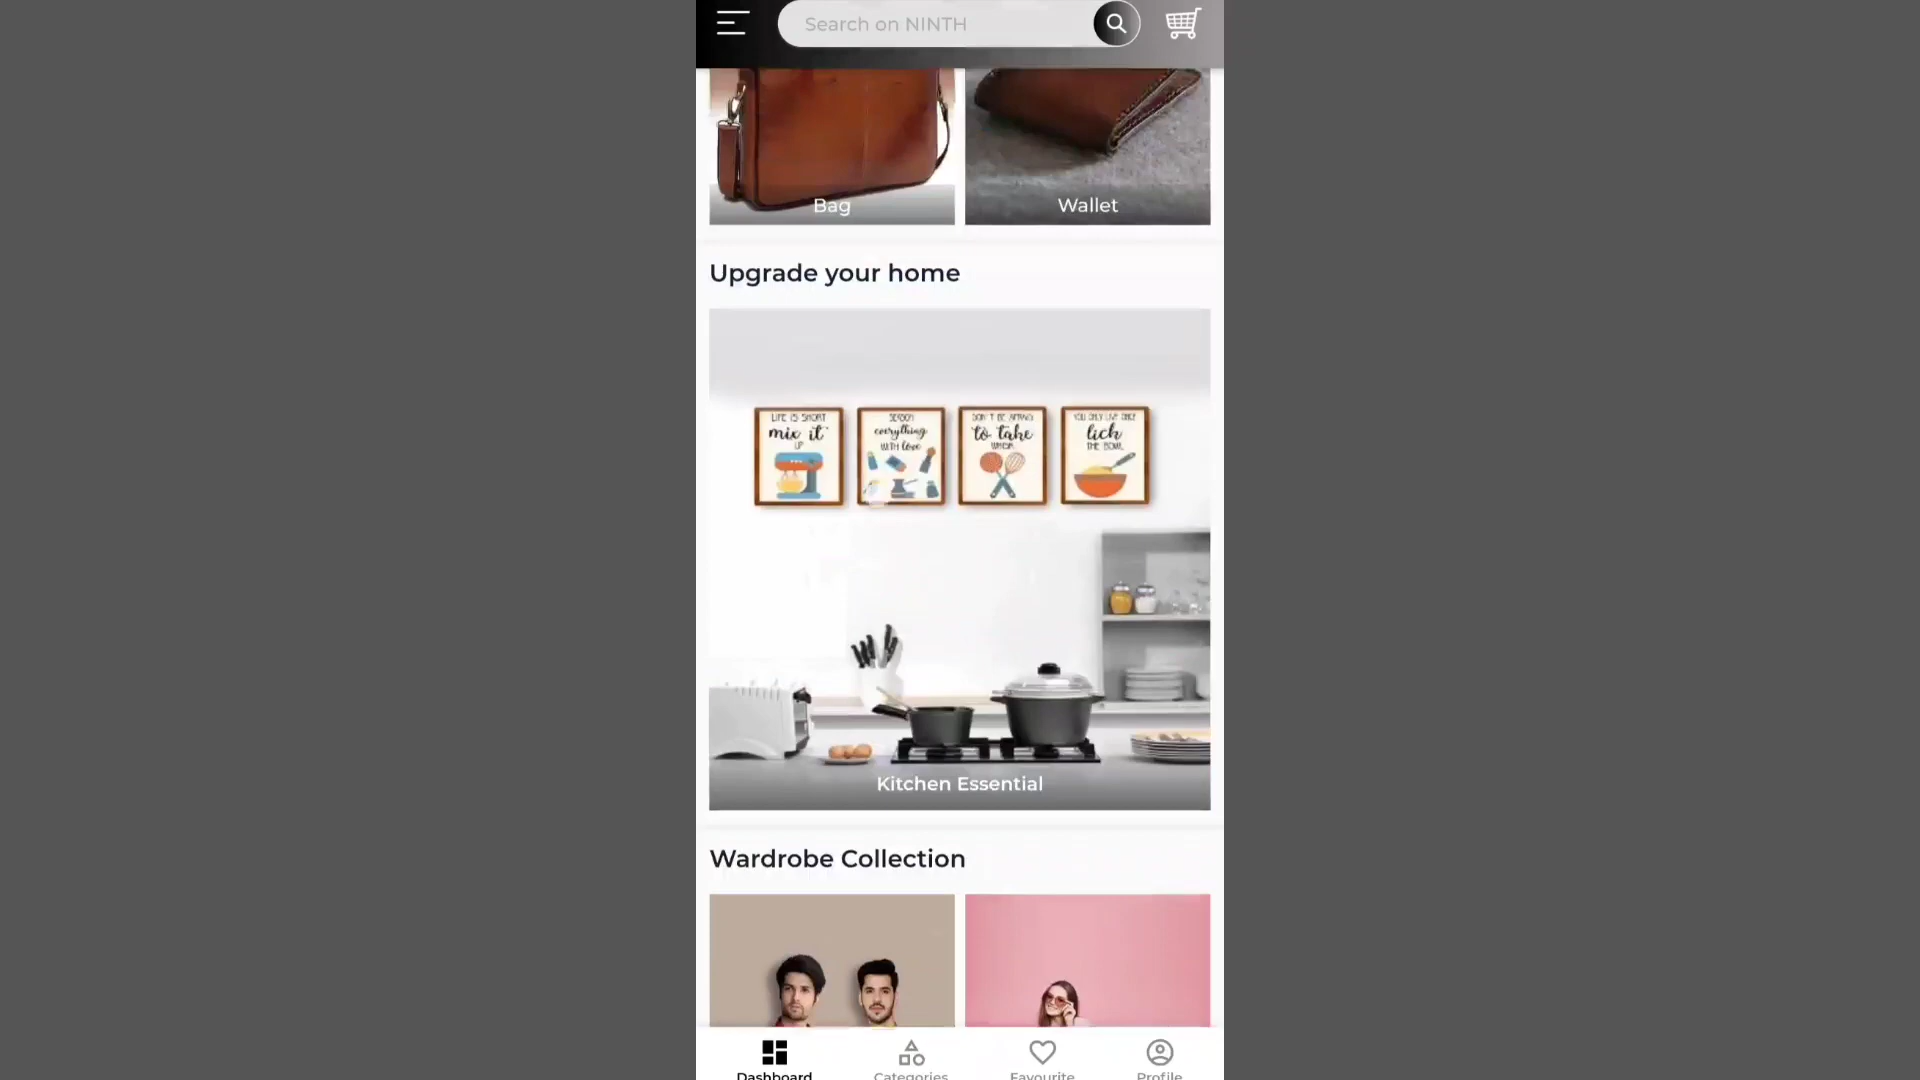 Search on NINTH
Bag
Wallet
Upgrade your home
LIFE IS SHORT
mix it
UP
SEASON
everything
WITH love
DON'T BE AFRAID
to take
WHISK
YOU ONLY LIVE ONCE
lick
THE BOWL
Kitchen Essential
Wardrobe Collection
Dashboard
Categories
Favourite
Profile